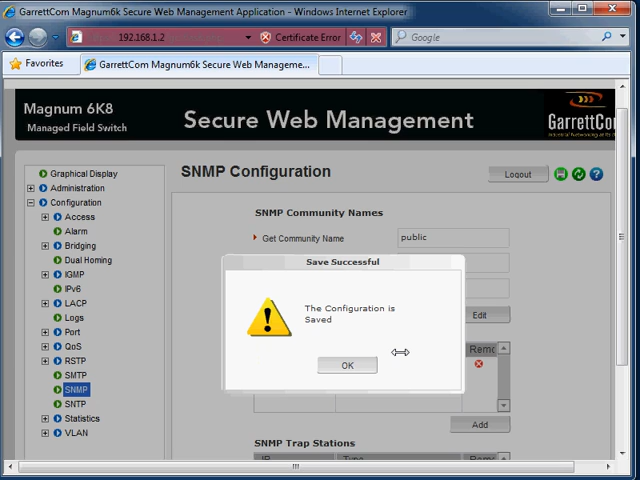 GarrettCom Magnum6k Secure Web Management Application - Windows Internet Explorer
192.168.1.2
Certificate Error
Google
Favorites
GarrettCom Magnum6k Secure Web Manageme...
Magnum 6K8
Managed Field Switch
Secure Web Management
GarrettCom
SNMP Configuration
Logout
Graphical Display
Administration
Configuration
Access
Alarm
Bridging
Dual Homing
IGMP
IPv6
LACP
Logs
Port
QoS
RSTP
SMTP
SNMP
SNTP
Statistics
VLAN
SNMP Community Names
Get Community Name
public
Save Successful
The Configuration is
Saved
OK
Edit
Remo
Add
SNMP Trap Stations
IP
Type
Remo